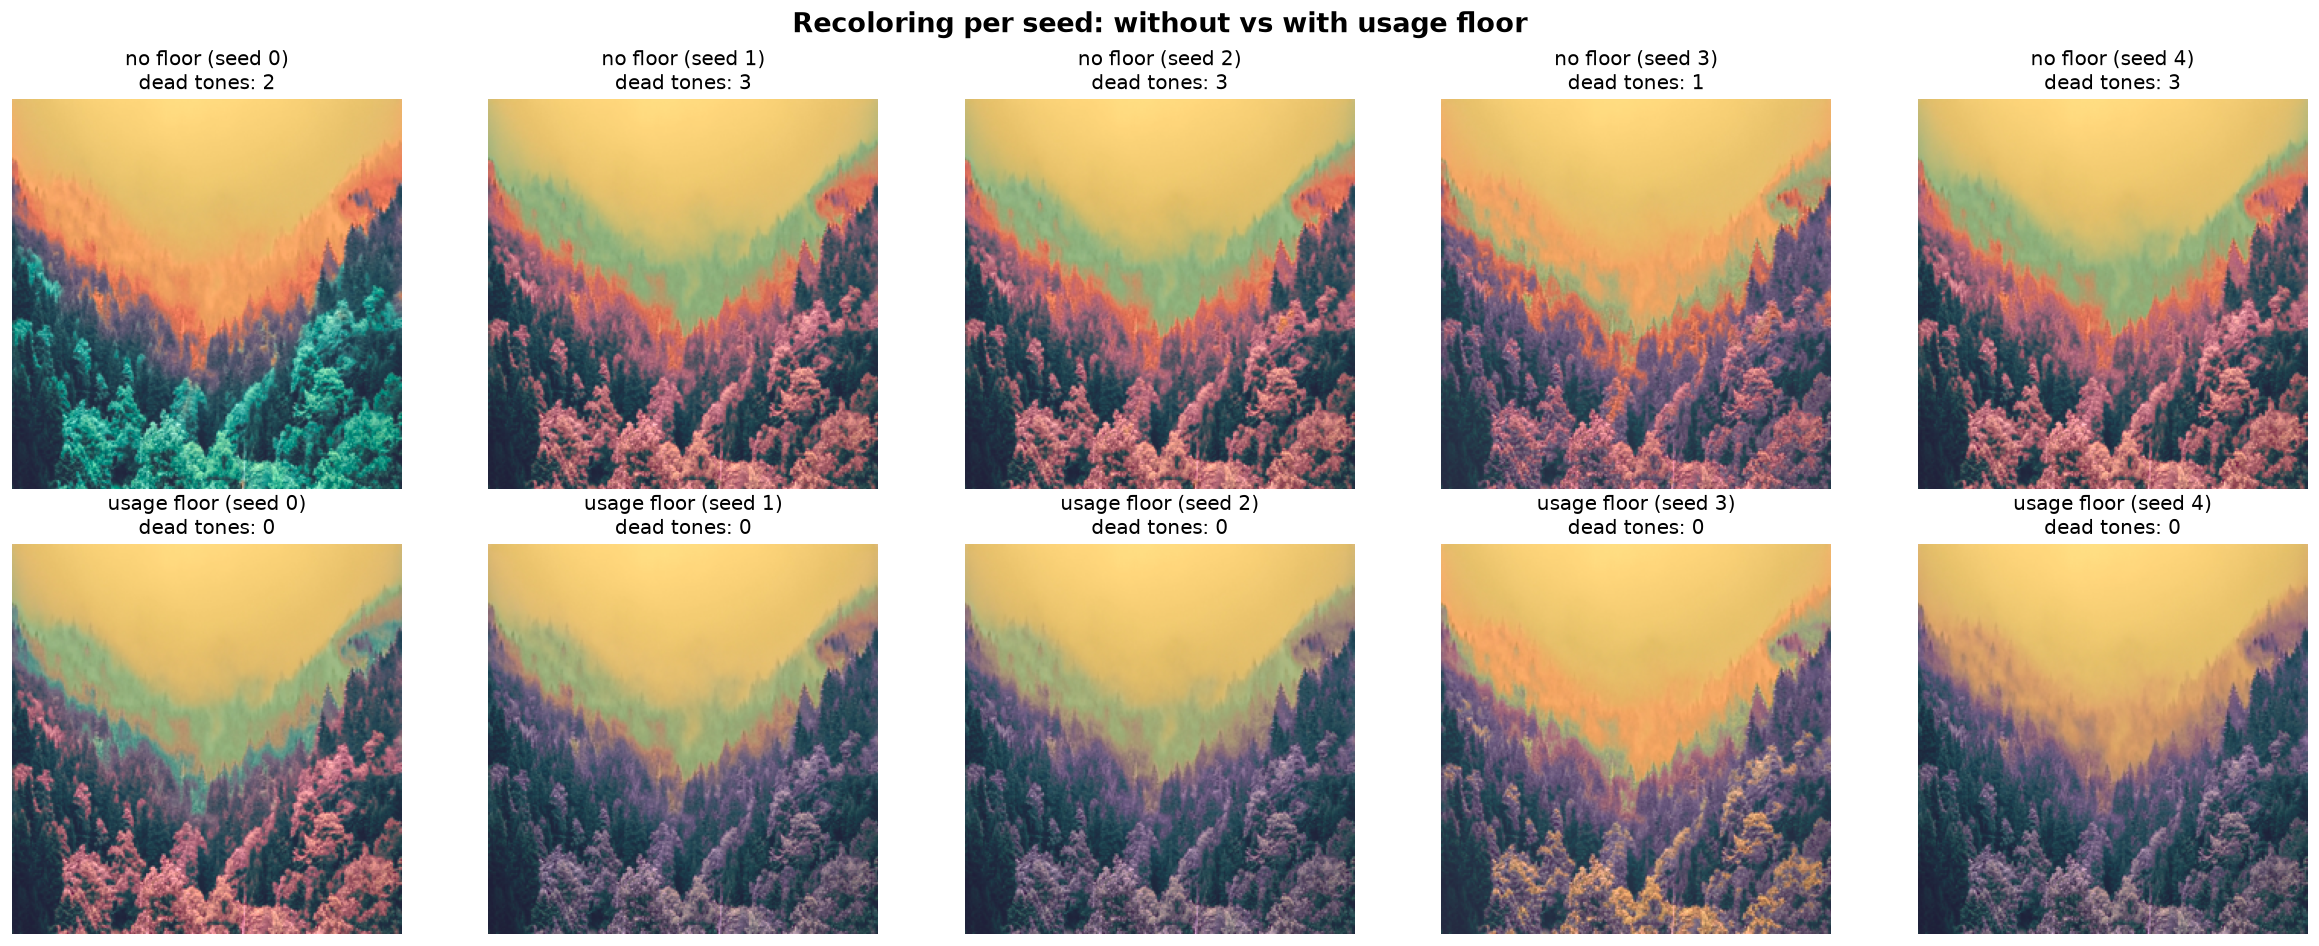 Recoloring per seed: without vs with usage floor
no floor (seed 0)
dead tones: 2
no floor (seed 1)
dead tones: 3
no floor (seed 2)
dead tones: 3
no floor (seed 3)
dead tones: 1
no floor (seed 4)
dead tones: 3
usage floor (seed 0)
dead tones: 0
usage floor (seed 1)
dead tones: 0
usage floor (seed 2)
dead tones: 0
usage floor (seed 3)
dead tones: 0
usage floor (seed 4)
dead tones: 0